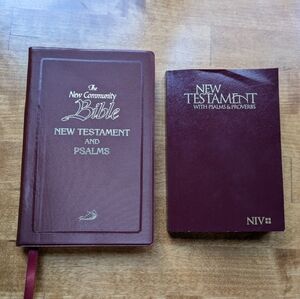 The
New Community
Bible
NEW TESTAMENT
AND
PSALMS
NEW
TESTAMENT
WITH PSALMS & PROVERBS
NIV